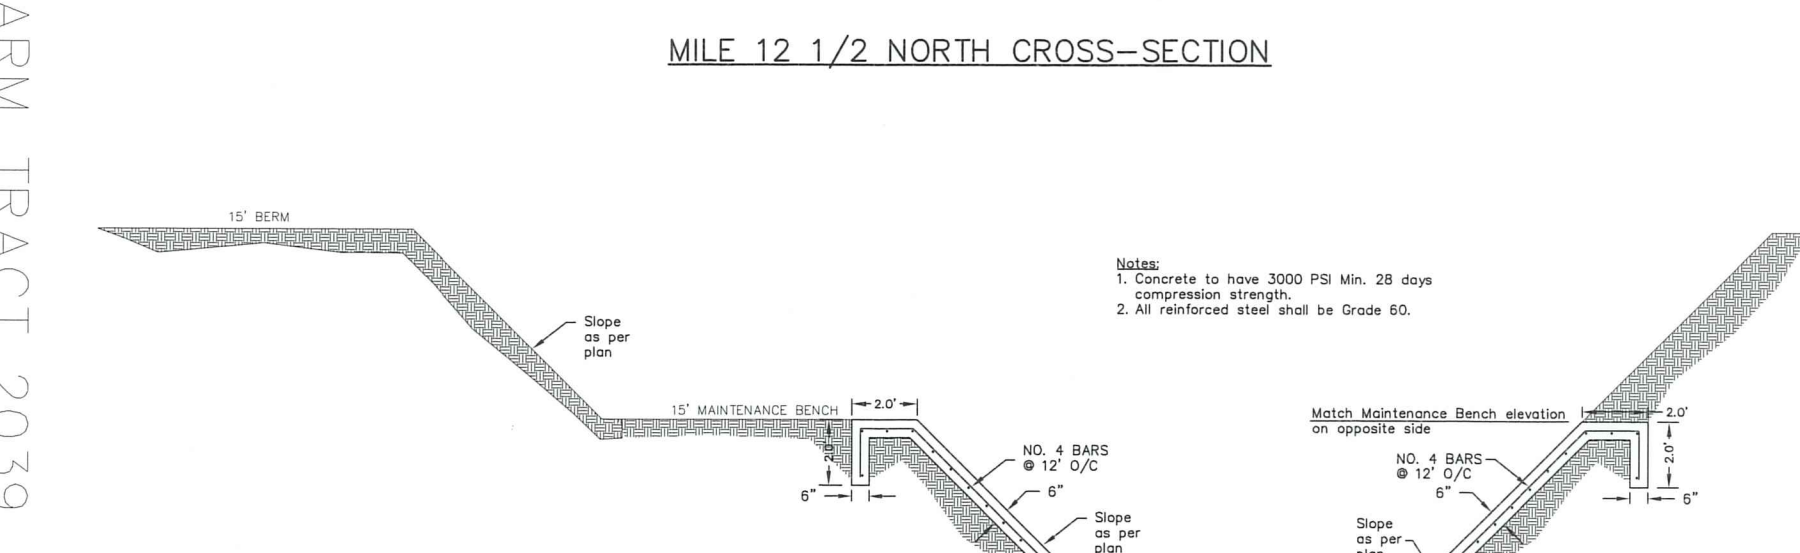 MILE 12 1/2 NORTH CROSS-SECTION
ARM TRACT 2039
15' BERM
Notes:
1. Concrete to have 3000 PSI Min. 28 days
compression strength.
2. All reinforced steel shall be Grade 60.
Slope
as per
plan
15' MAINTENANCE BENCH
2.0'
2.0'
6"
NO. 4 BARS
@ 12' O/C
6"
Slope
as per
plan
Match Maintenance Bench elevation
on opposite side
2.0'
2.0'
NO. 4 BARS
@ 12' O/C
6"
6"
Slope
as per
plan